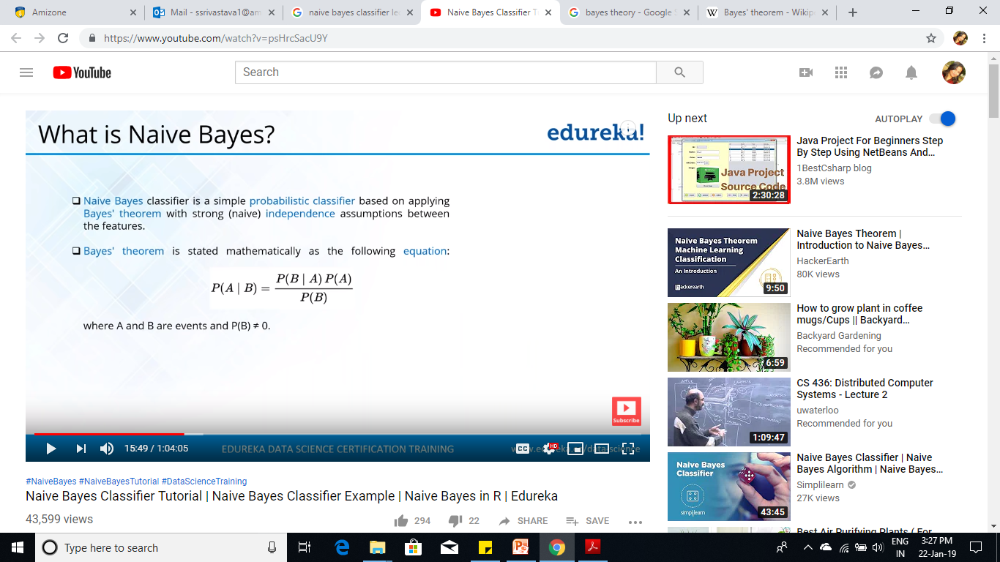 Amizone
Mail - ssrivastava1@am
naive bayes classifier le
Naive Bayes Classifier T
bayes theory - Google S
W Bayes' theorem - Wikip
https://www.youtube.com/watch?v=psHrcSacU9Y
YouTube
Search
What is Naive Bayes?
edureka!
Naive Bayes classifier is a simple probabilistic classifier based on applying
Bayes' theorem with strong (naive) independence assumptions between
the features.
Bayes' theorem is stated mathematically as the following equation:
P(A | B) = P(B | A) P(A) / P(B)
where A and B are events and P(B) ≠ 0.
Subscribe
15:49 / 1:04:05
EDUREKA DATA SCIENCE CERTIFICATION TRAINING
CC
HD
#NaiveBayes #NaiveBayesTutorial #DataScienceTraining
Naive Bayes Classifier Tutorial | Naive Bayes Classifier Example | Naive Bayes in R | Edureka
43,599 views
294
22
SHARE
SAVE
Up next
AUTOPLAY
Java Project
Source Code
2:30:28
Java Project For Beginners Step
By Step Using NetBeans And...
1BestCsharp blog
3.8M views
Naive Bayes Theorem
Machine Learning
Classification
An Introduction
hackerearth
9:50
Naive Bayes Theorem |
Introduction to Naive Bayes...
HackerEarth
80K views
6:59
How to grow plant in coffee
mugs/Cups || Backyard...
Backyard Gardening
Recommended for you
1:09:47
CS 436: Distributed Computer
Systems - Lecture 2
uwaterloo
Recommended for you
Naive Bayes
Classifier
simplilearn
43:45
Naive Bayes Classifier | Naive
Bayes Algorithm | Naive Bayes...
Simplilearn
27K views
Best Air Purifying Plants ( For
Type here to search
ENG
IN
3:27 PM
22-Jan-19